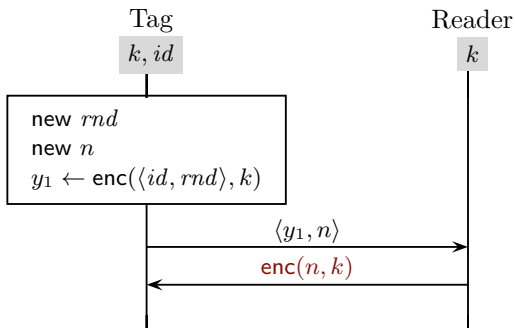 Tag Reader
k, id k
new rnd
new n
y₁ ← enc(⟨id, rnd⟩, k)
⟨y₁, n⟩
enc(n, k)